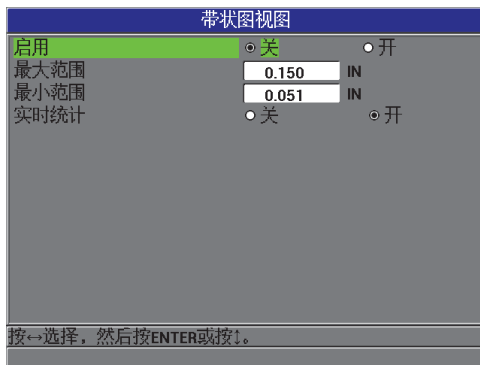 带状图视图
启用 关 开
最大范围 0.150 IN
最小范围 0.051 IN
实时统计 关 开
按↔选择，然后按ENTER或按↕。